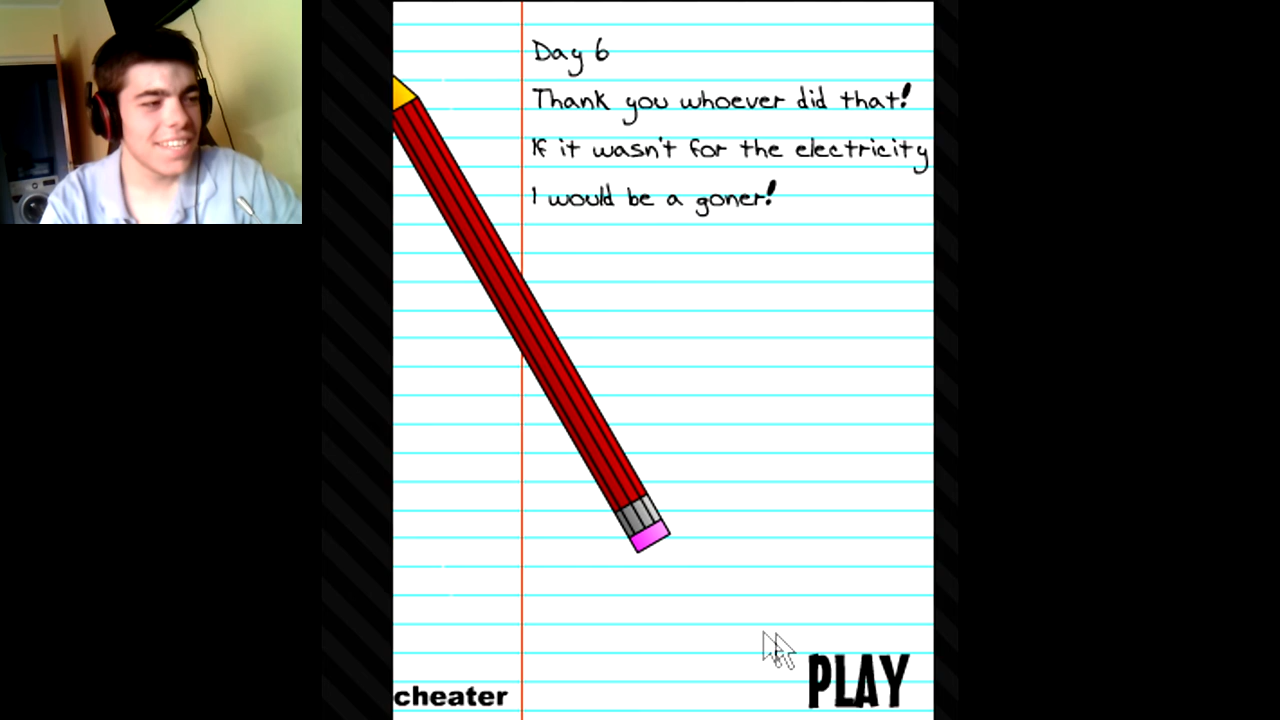 Day 6
Thank you whoever did that!
If it wasn't for the electricity
I would be a goner!
cheater
PLAY